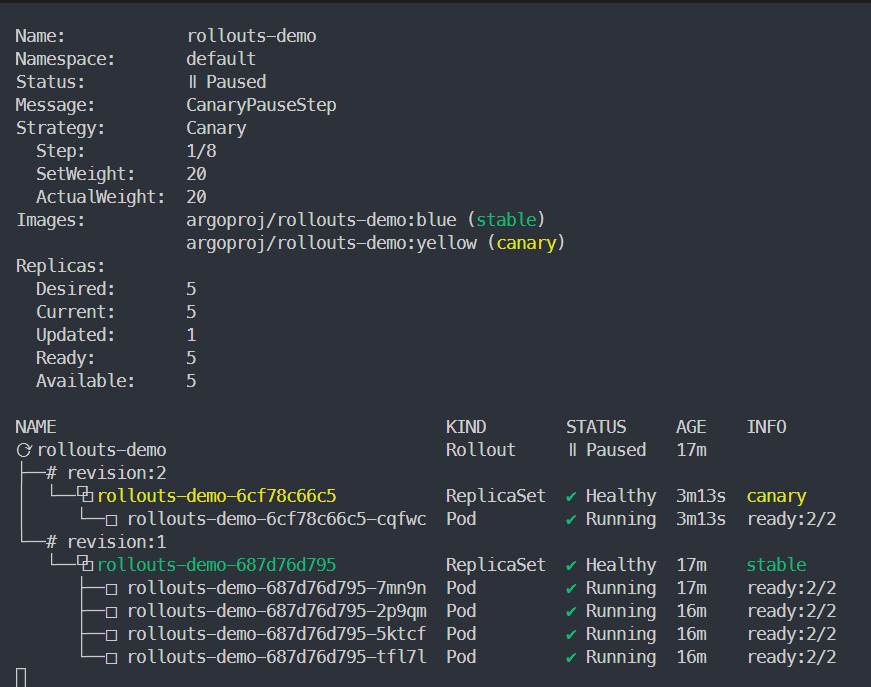 Name:            rollouts-demo
Namespace:       default
Status:          ॥ Paused
Message:         CanaryPauseStep
Strategy:        Canary
  Step:          1/8
  SetWeight:     20
  ActualWeight:  20
Images:          argoproj/rollouts-demo:blue (stable)
                 argoproj/rollouts-demo:yellow (canary)
Replicas:
  Desired:       5
  Current:       5
  Updated:       1
  Ready:         5
  Available:     5

NAME                                       KIND        STATUS     AGE    INFO
⟳ rollouts-demo                            Rollout     ॥ Paused   17m
├──# revision:2
│  └──⧉ rollouts-demo-6cf78c66c5           ReplicaSet  ✔ Healthy  3m13s  canary
│     └──□ rollouts-demo-6cf78c66c5-cqfwc  Pod         ✔ Running  3m13s  ready:2/2
└──# revision:1
   └──⧉ rollouts-demo-687d76d795           ReplicaSet  ✔ Healthy  17m    stable
      ├──□ rollouts-demo-687d76d795-7mn9n  Pod         ✔ Running  17m    ready:2/2
      ├──□ rollouts-demo-687d76d795-2p9qm  Pod         ✔ Running  16m    ready:2/2
      ├──□ rollouts-demo-687d76d795-5ktcf  Pod         ✔ Running  16m    ready:2/2
      └──□ rollouts-demo-687d76d795-tfl7l  Pod         ✔ Running  16m    ready:2/2